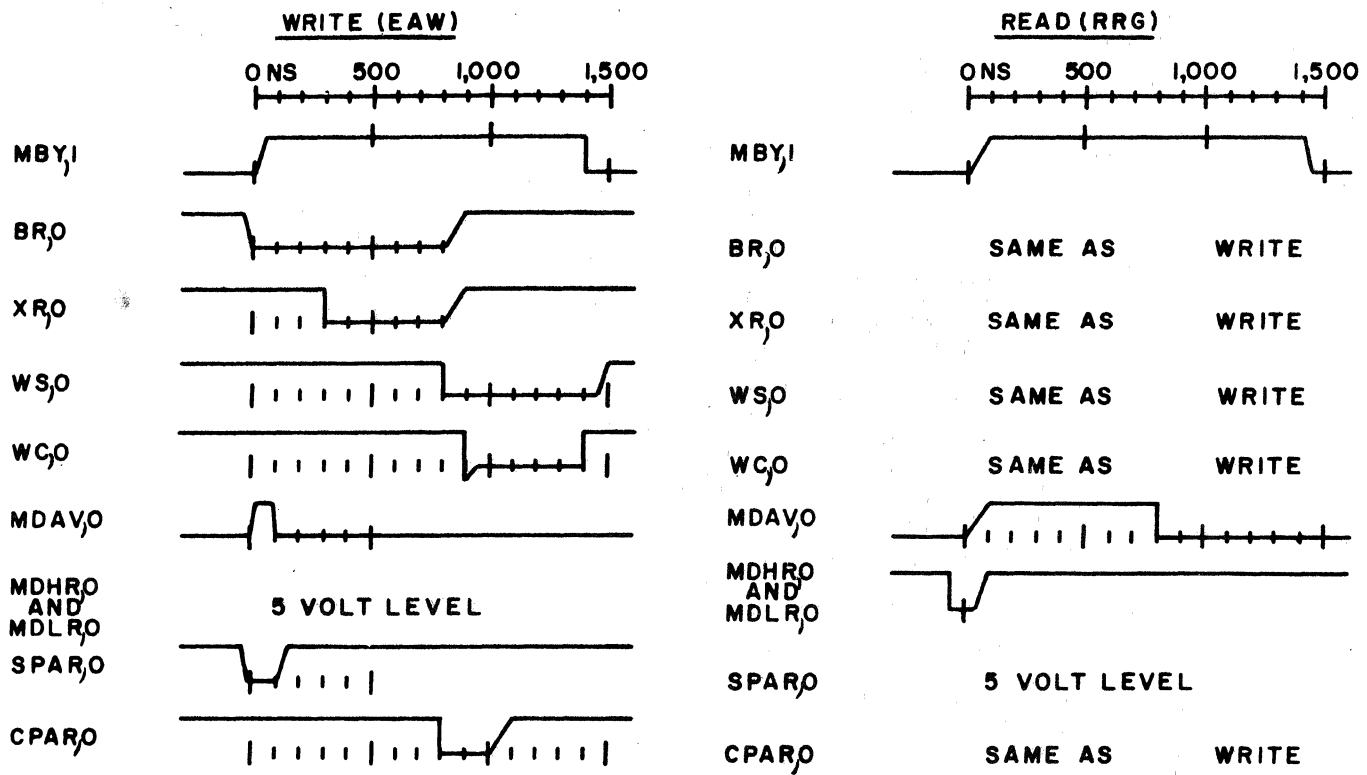 WRITE (EAW)
0 NS 500 1,000 1,500
MBY,1
BR,0
XR,0
WS,0
WC,0
MDAV,0
MDHR,0
AND
MDLR,0
5 VOLT LEVEL
SPAR,0
CPAR,0
READ (RRG)
0 NS 500 1,000 1,500
MBY,1
BR,0 SAME AS WRITE
XR,0 SAME AS WRITE
WS,0 SAME AS WRITE
WC,0 SAME AS WRITE
MDAV,0
MDHR,0
AND
MDLR,0
SPAR,0 5 VOLT LEVEL
CPAR,0 SAME AS WRITE